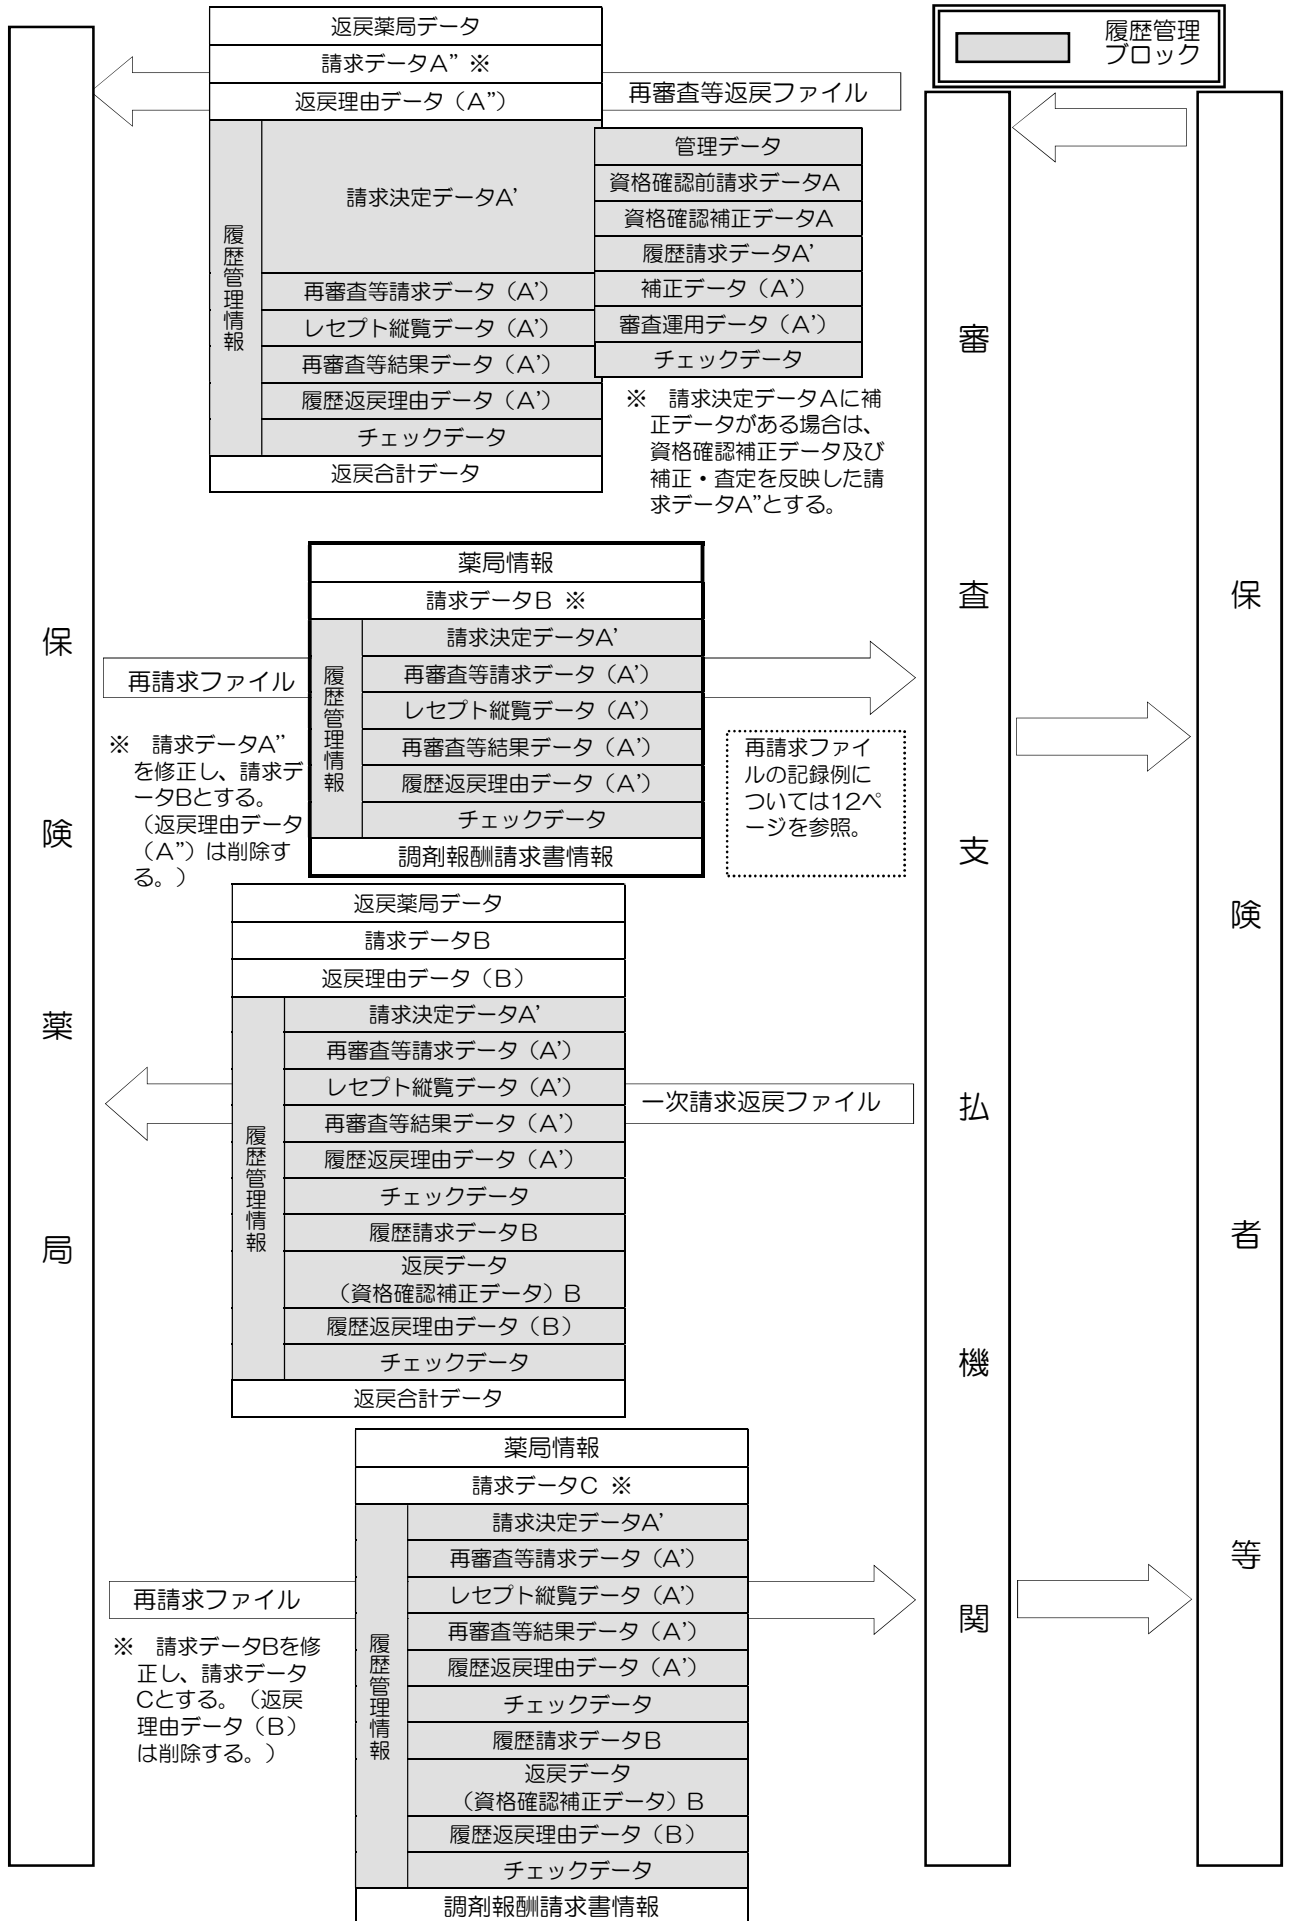 返戻薬局データ
請求データA” ※
返戻理由データ（A”）
再審査等返戻ファイル
履歴管理
ブロック
履歴管理情報
請求決定データA’
管理データ
資格確認前請求データA
資格確認補正データA
履歴請求データA’
補正データ（A’）
審査運用データ（A’）
チェックデータ
再審査等請求データ（A’）
レセプト縦覧データ（A’）
再審査等結果データ（A’）
履歴返戻理由データ（A’）
チェックデータ
返戻合計データ
※　請求決定データAに補
正データがある場合は、
資格確認補正データ及び
補正・査定を反映した請
求データA”とする。
保険薬局
審査支払機関
保険者等
薬局情報
請求データB ※
履歴管理情報
請求決定データA’
再審査等請求データ（A’）
レセプト縦覧データ（A’）
再審査等結果データ（A’）
履歴返戻理由データ（A’）
チェックデータ
調剤報酬請求書情報
再請求ファイル
※　請求データA”
を修正し、請求デ
ータBとする。
（返戻理由データ
（A”）は削除す
る。）
再請求ファイ
ルの記録例に
ついては12ペ
ージを参照。
返戻薬局データ
請求データB
返戻理由データ（B）
履歴管理情報
請求決定データA’
再審査等請求データ（A’）
レセプト縦覧データ（A’）
再審査等結果データ（A’）
履歴返戻理由データ（A’）
チェックデータ
履歴請求データB
返戻データ
（資格確認補正データ）B
履歴返戻理由データ（B）
チェックデータ
返戻合計データ
一次請求返戻ファイル
薬局情報
請求データC ※
履歴管理情報
請求決定データA’
再審査等請求データ（A’）
レセプト縦覧データ（A’）
再審査等結果データ（A’）
履歴返戻理由データ（A’）
チェックデータ
履歴請求データB
返戻データ
（資格確認補正データ）B
履歴返戻理由データ（B）
チェックデータ
調剤報酬請求書情報
再請求ファイル
※　請求データBを修
正し、請求データ
Cとする。（返戻
理由データ（B）
は削除する。）